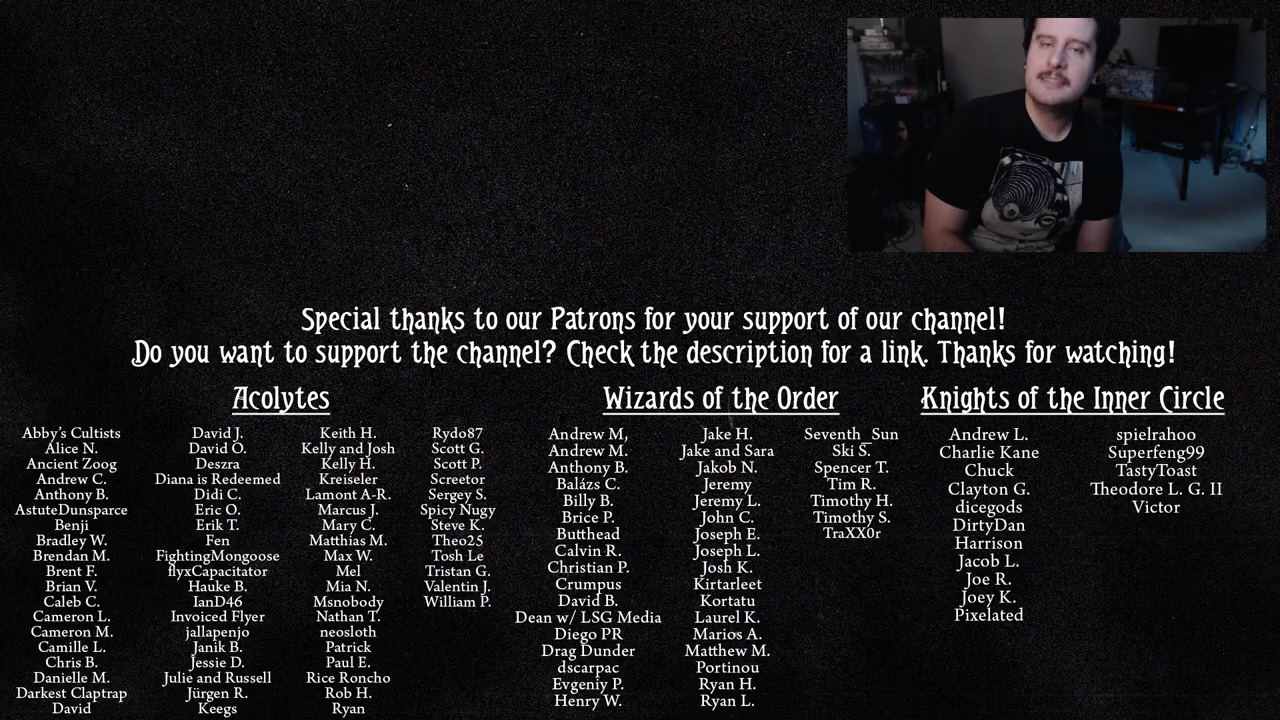 Special thanks to our Patrons for your support of our channel!
Do you want to support the channel? Check the description for a link. Thanks for watching!
Acolytes
Abby's Cultists
Alice N.
Ancient Zoog
Andrew C.
Anthony B.
AstuteDunsparce
Benji
Bradley W.
Brendan M.
Brent F.
Brian V.
Caleb C.
Cameron L.
Cameron M.
Camille L.
Chris B.
Danielle M.
Darkest Claptrap
David
David J.
David O.
Deszra
Diana is Redeemed
Didi C.
Eric O.
Erik T.
Fen
FightingMongoose
flyxCapacitator
Hauke B.
IanD46
Invoiced Flyer
jallapenjo
Janik B.
Jessie D.
Julie and Russell
Jürgen R.
Keegs
Keith H.
Kelly and Josh
Kelly H.
Kreiseler
Lamont A-R.
Marcus J.
Mary C.
Matthias M.
Max W.
Mel
Mia N.
Msnobody
Nathan T.
neosloth
Patrick
Paul E.
Rice Roncho
Rob H.
Ryan
Rydo87
Scott G.
Scott P.
Screetor
Sergey S.
Spicy Nugy
Steve K.
Theo25
Tosh Le
Tristan G.
Valentin J.
William P.
Wizards of the Order
Andrew M,
Andrew M.
Anthony B.
Balázs C.
Billy B.
Brice P.
Butthead
Calvin R.
Christian P.
Crumpus
David B.
Dean w/ LSG Media
Diego PR
Drag Dunder
dscarpac
Evgeniy P.
Henry W.
Jake H.
Jake and Sara
Jakob N.
Jeremy
Jeremy L.
John C.
Joseph E.
Joseph L.
Josh K.
Kirtarleet
Kortatu
Laurel K.
Marios A.
Matthew M.
Portinou
Ryan H.
Ryan L.
Seventh_Sun
Ski S.
Spencer T.
Tim R.
Timothy H.
Timothy S.
TraXX0r
Knights of the Inner Circle
Andrew L.
Charlie Kane
Chuck
Clayton G.
dicegods
DirtyDan
Harrison
Jacob L.
Joe R.
Joey K.
Pixelated
spielrahoo
Superfeng99
TastyToast
Theodore L. G. II
Victor